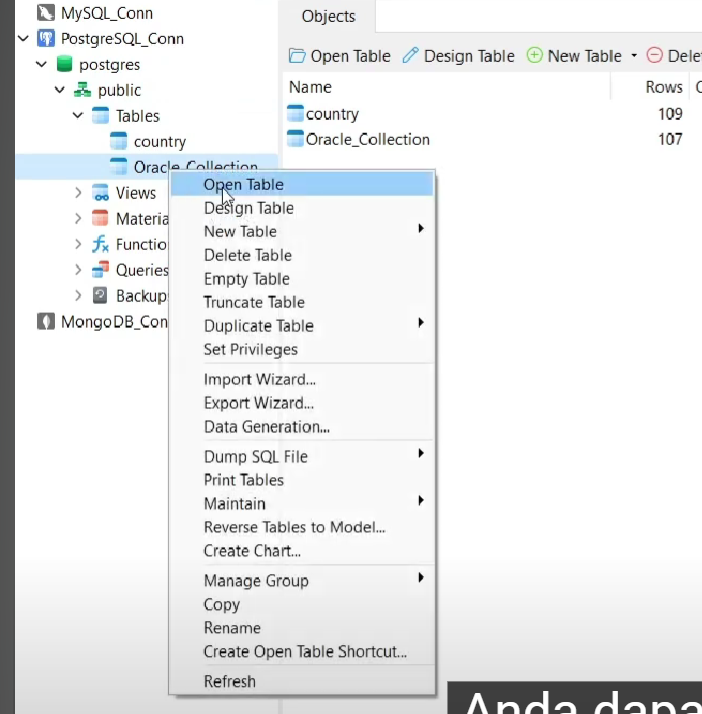 MySQL_Conn
PostgreSQL_Conn
postgres
public
Tables
country
Oracle_Collection
Views
Functio
Queries
Backup
MongoDB_Con
Objects
Open Table
Design Table
New Table
Name
Rows
country
109
Oracle_Collection
107
Open Table
Design Table
New Table
Delete Table
Empty Table
Truncate Table
Duplicate Table
Set Privileges
Import Wizard...
Export Wizard...
Data Generation...
Dump SQL File
Print Tables
Maintain
Reverse Tables to Model...
Create Chart...
Manage Group
Copy
Rename
Create Open Table Shortcut...
Refresh
Anda dapa